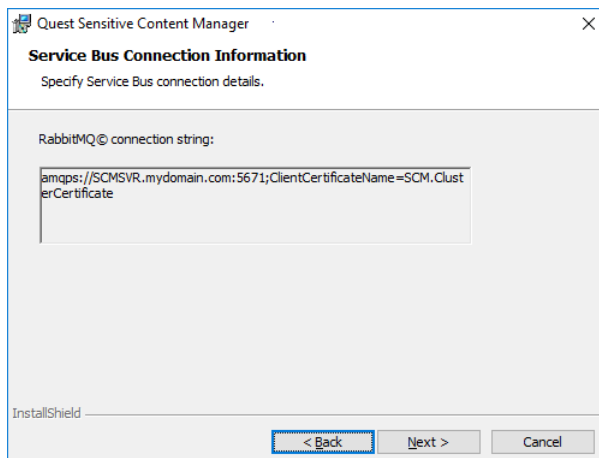 Quest Sensitive Content Manager
Service Bus Connection Information
Specify Service Bus connection details.
RabbitMQ© connection string:
amqps://SCMSVR.mydomain.com:5671;ClientCertificateName=SCM.Clust
erCertificate
InstallShield
< Back Next > Cancel